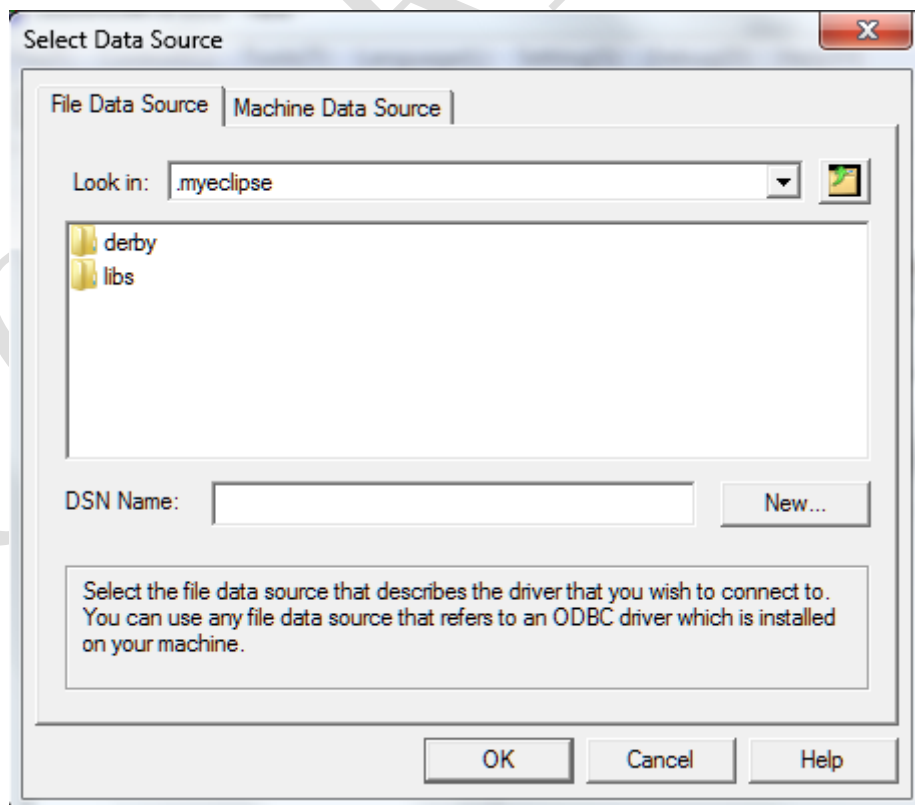 Select Data Source
File Data Source
Machine Data Source
Look in: .myeclipse
derby
libs
DSN Name:
New...
Select the file data source that describes the driver that you wish to connect to.
You can use any file data source that refers to an ODBC driver which is installed
on your machine.
OK
Cancel
Help